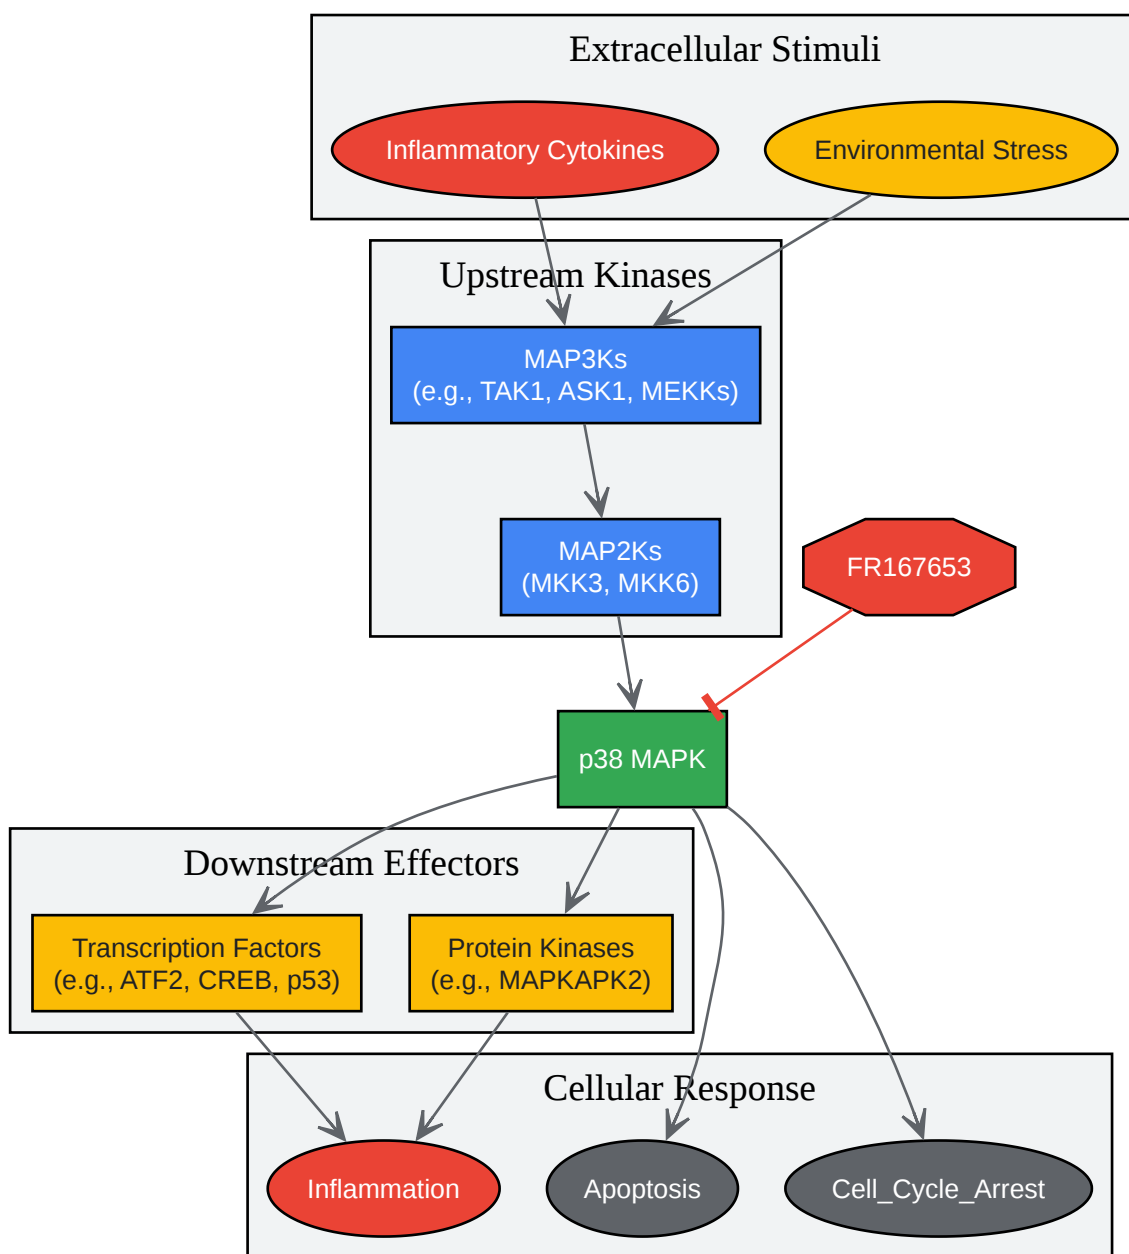 Extracellular Stimuli
Inflammatory Cytokines
Environmental Stress
Upstream Kinases
MAP3Ks
(e.g., TAK1, ASK1, MEKKs)
MAP2Ks
(MKK3, MKK6)
FR167653
p38 MAPK
Downstream Effectors
Transcription Factors
(e.g., ATF2, CREB, p53)
Protein Kinases
(e.g., MAPKAPK2)
Cellular Response
Inflammation
Apoptosis
Cell_Cycle_Arrest